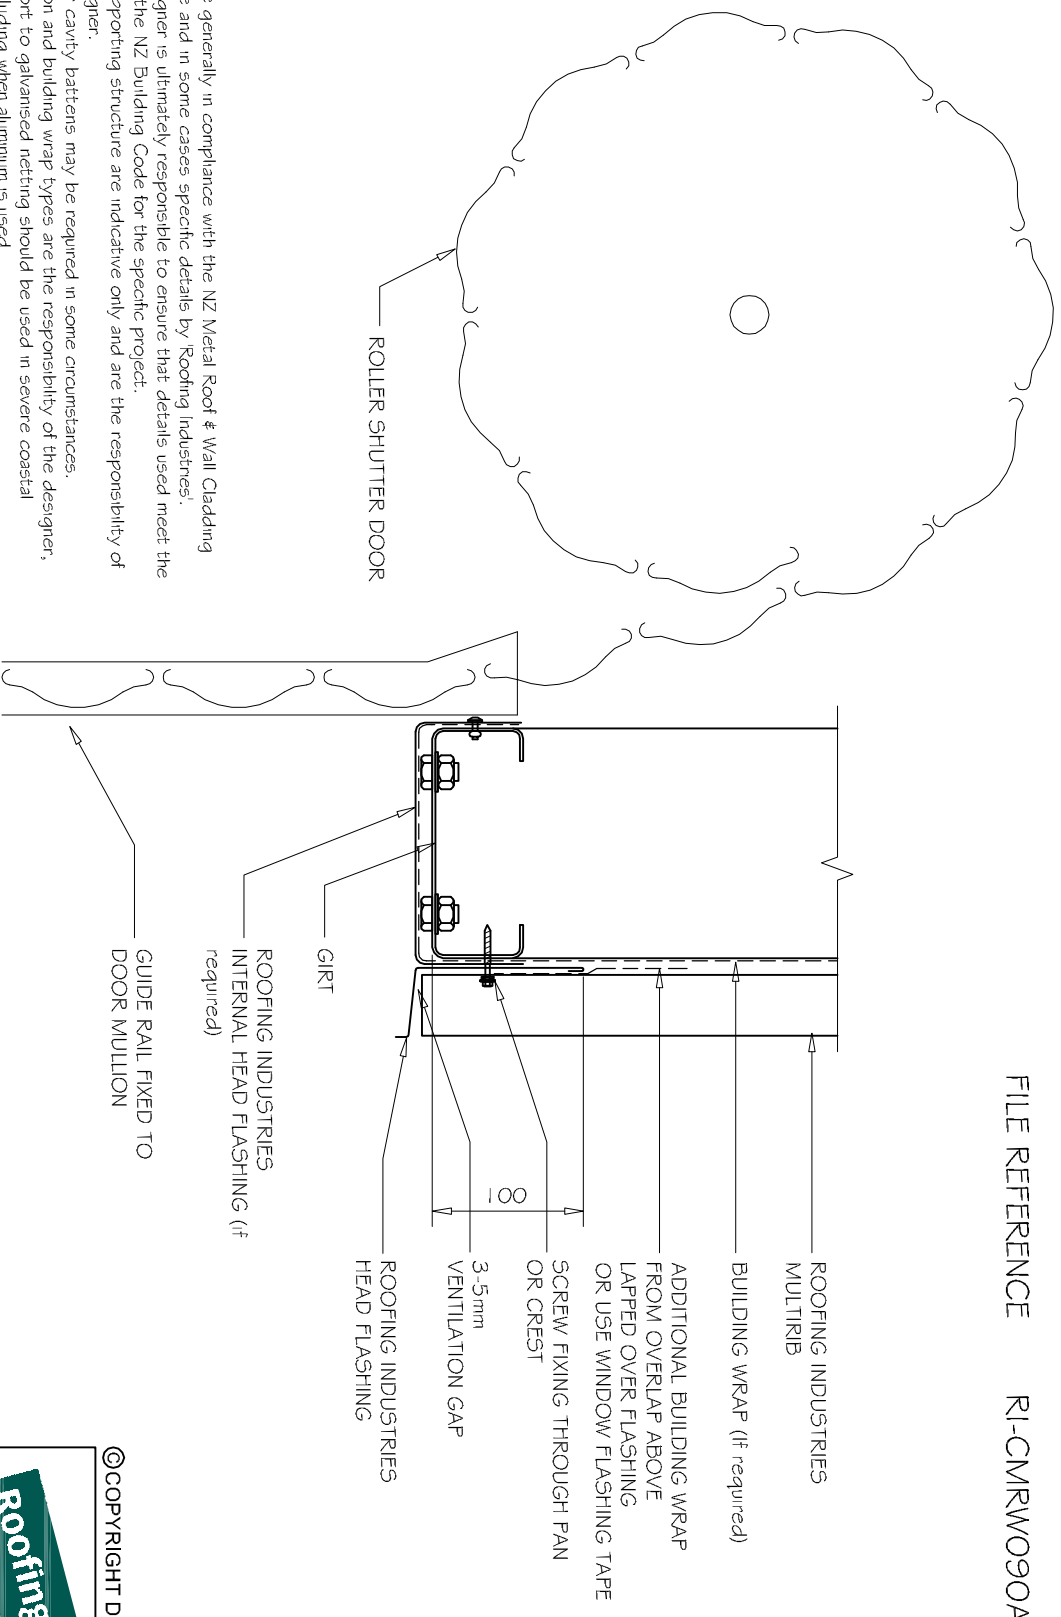 FILE REFERENCE RI-CMRW090A
ROOFING INDUSTRIES
MULTIRIB
BUILDING WRAP (If required)
ADDITIONAL BUILDING WRAP
FROM OVERLAP ABOVE
LAPPED OVER FLASHING
OR USE WINDOW FLASHING TAPE
SCREW FIXING THROUGH PAN
OR CREST
3-5mm
VENTILATION GAP
ROOFING INDUSTRIES
HEAD FLASHING
100
ROLLER SHUTTER DOOR
GIRT
ROOFING INDUSTRIES
INTERNAL HEAD FLASHING (if
required)
GUIDE RAIL FIXED TO
DOOR MULLION
generally in compliance with the NZ Metal Roof & Wall Cladding
and in some cases specific details by 'Roofing Industries'.
is ultimately responsible to ensure that details used meet the
the NZ Building Code for the specific project.
structure are indicative only and are the responsibility of
cavity battens may be required in some circumstances.
and building wrap types are the responsibility of the designer,
to galvanised netting should be used in severe coastal
when aluminium is used
©COPYRIGHT D
Roofing